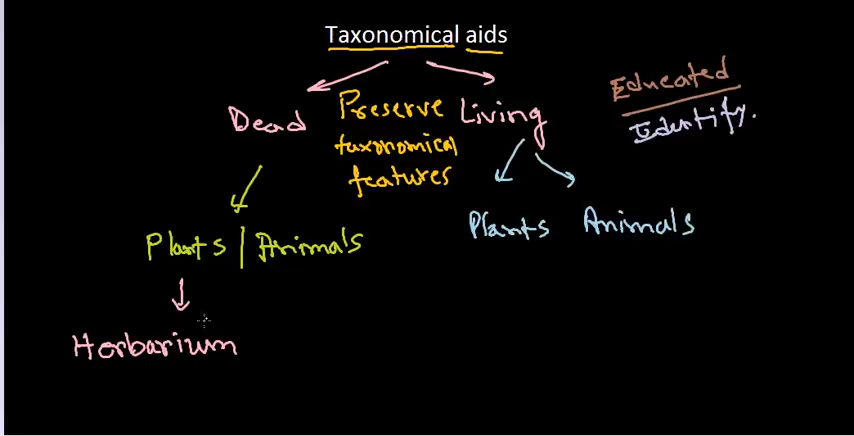 Taxonomical aids
Dead
Preserve
taxonomical
features
Living
Educated
Identify.
Plants | Animals
Plants Animals
Herbarium